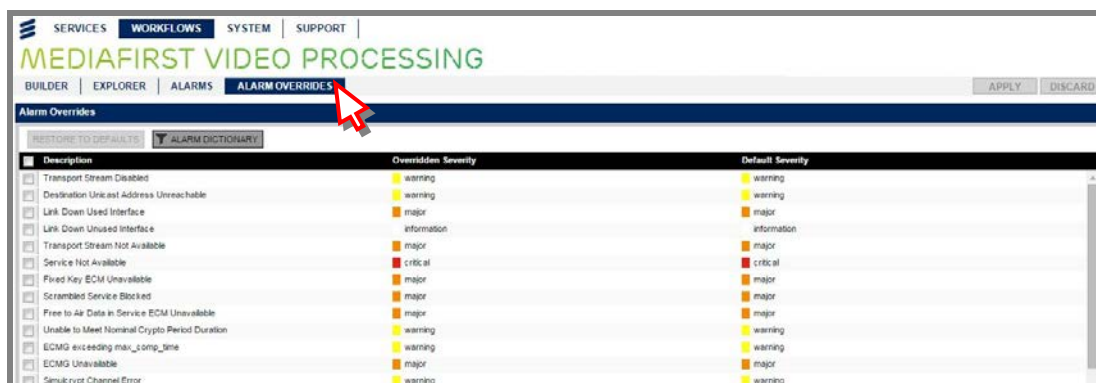 SERVICES WORKFLOWS SYSTEM SUPPORT
MEDIAFIRST VIDEO PROCESSING
BUILDER EXPLORER ALARMS ALARM OVERRIDES APPLY DISCARD
Alarm Overrides
RESTORE TO DEFAULTS ALARM DICTIONARY
Description Overridden Severity Default Severity
Transport Stream Disabled warning warning
Destination Unicast Address Unreachable warning warning
Link Down Used Interface major major
Link Down Unused Interface information information
Transport Stream Not Available major major
Service Not Available critical critical
Fixed Key ECM Unavailable major major
Scrambled Service Blocked major major
Free to Air Data in Service ECM Unavailable major major
Unable to Meet Nominal Crypto Period Duration warning warning
ECMG exceeding max_comp_time warning warning
ECMG Unavailable major major
Simulcrypt Channel Error warning warning